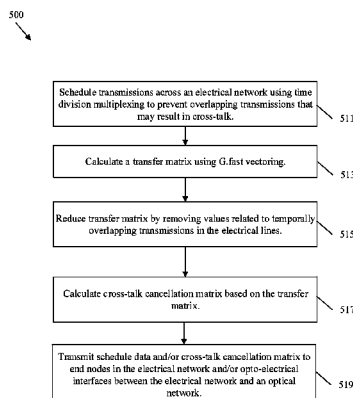 500
Schedule transmissions across an electrical network using time
division multiplexing to prevent overlapping transmissions that
may result in cross-talk.
511
Calculate a transfer matrix using G.fast vectoring.
513
Reduce transfer matrix by removing values related to temporally
overlapping transmissions in the electrical lines.
515
Calculate cross-talk cancellation matrix based on the transfer
matrix.
517
Transmit schedule data and/or cross-talk cancellation matrix to
end nodes in the electrical network and/or opto-electrical
interfaces between the electrical network and an optical
network.
519